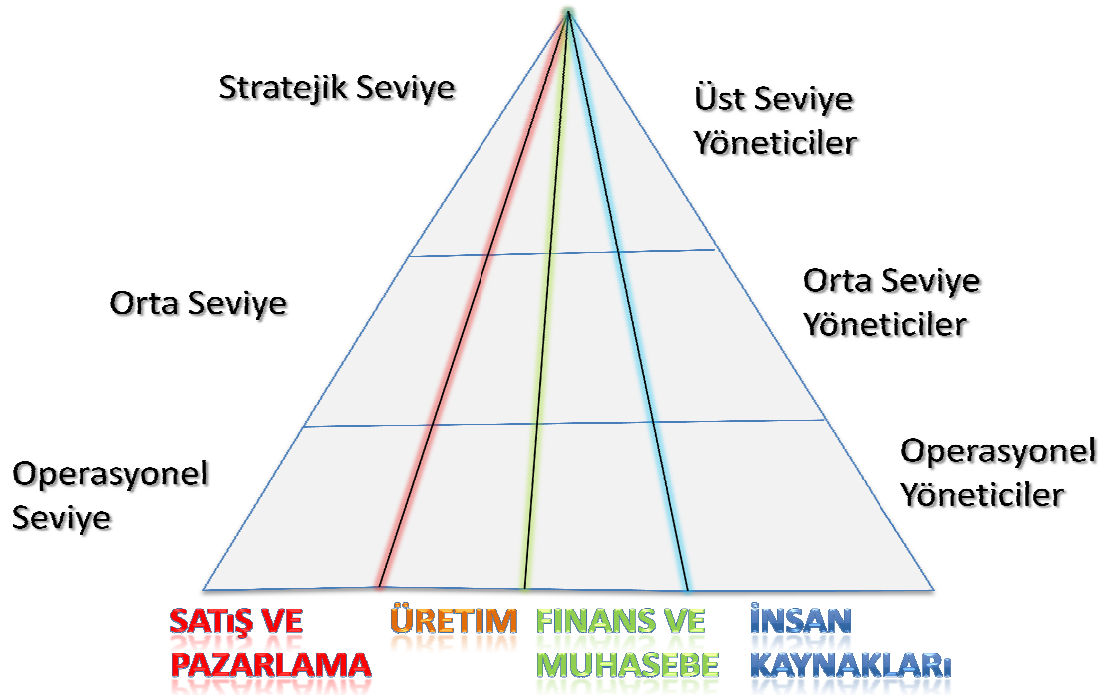 Stratejik Seviye
Üst Seviye
Yöneticiler
Orta Seviye
Orta Seviye
Yöneticiler
Operasyonel
Seviye
Operasyonel
Yöneticiler
SATıŞ VE
PAZARLAMA
ÜRETIM
FINANS VE
MUHASEBE
İNSAN
KAYNAKLARı